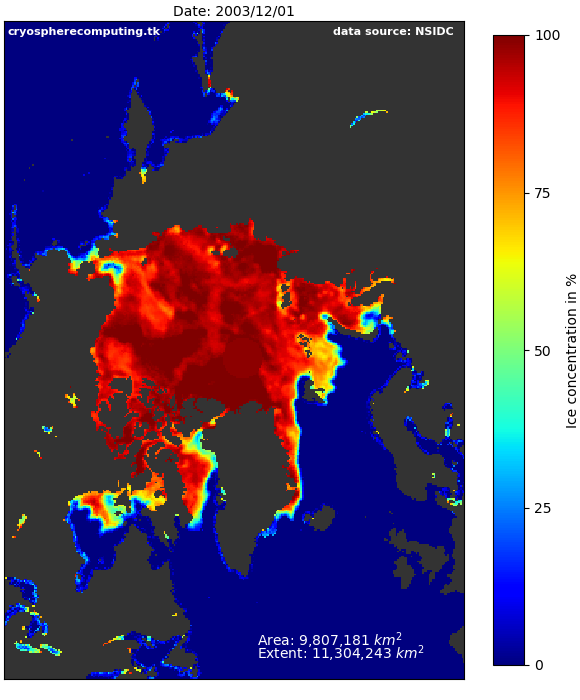 Date: 2003/12/01
cryospherecomputing.tk
data source: NSIDC
100
75
50
25
0
Ice concentration in %
Area: 9,807,181 km²
Extent: 11,304,243 km²